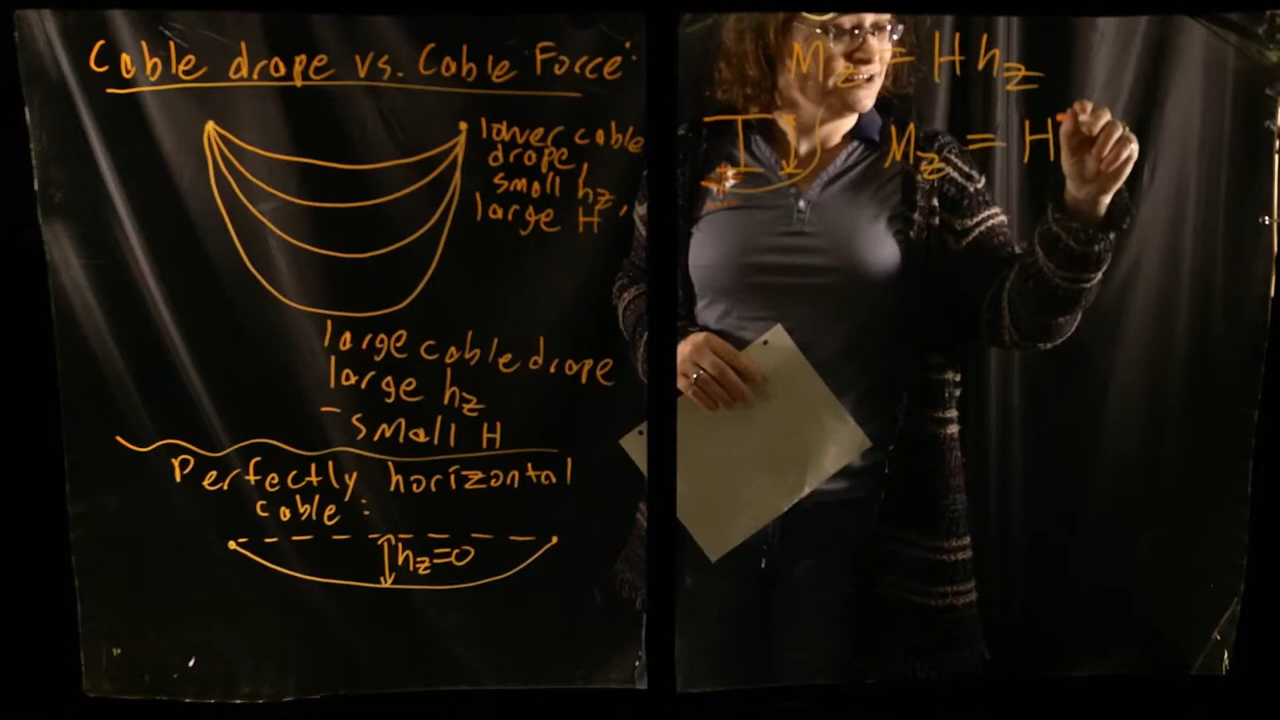 Cable drape vs. Cable Force:
lower cable
drape
small hz,
large H
large cable drape
large hz
- small H
Perfectly horizontal
cable:
hz=0
Mz = Hhz
Mz = H